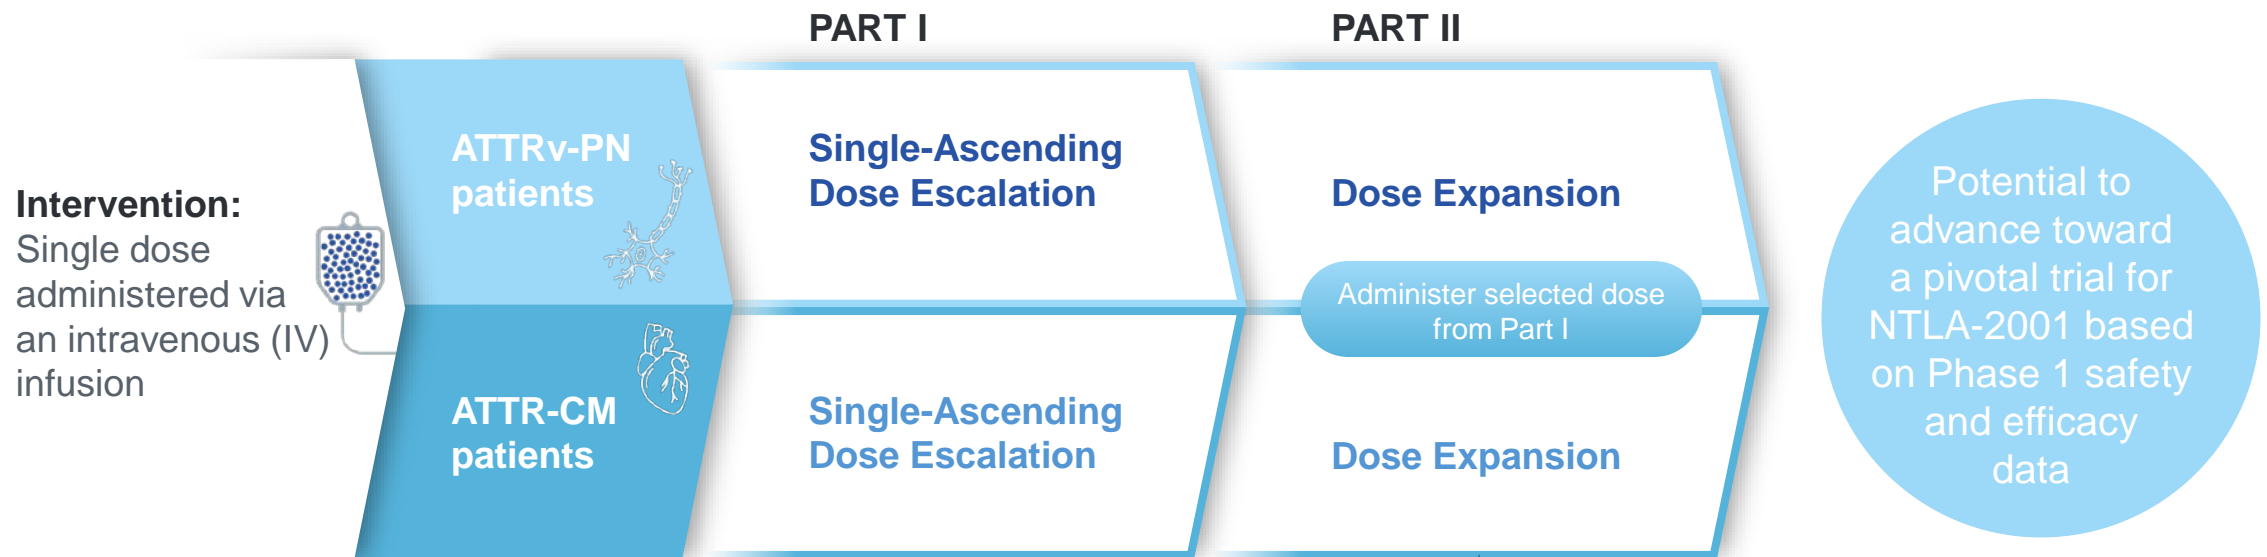 PART I
PART II
Intervention:
Single dose
administered via
an intravenous (IV)
infusion
ATTRv-PN
patients
Single-Ascending
Dose Escalation
Dose Expansion
Administer selected dose
from Part I
ATTR-CM
patients
Single-Ascending
Dose Escalation
Dose Expansion
Potential to
advance toward
a pivotal trial for
NTLA-2001 based
on Phase 1 safety
and efficacy
data